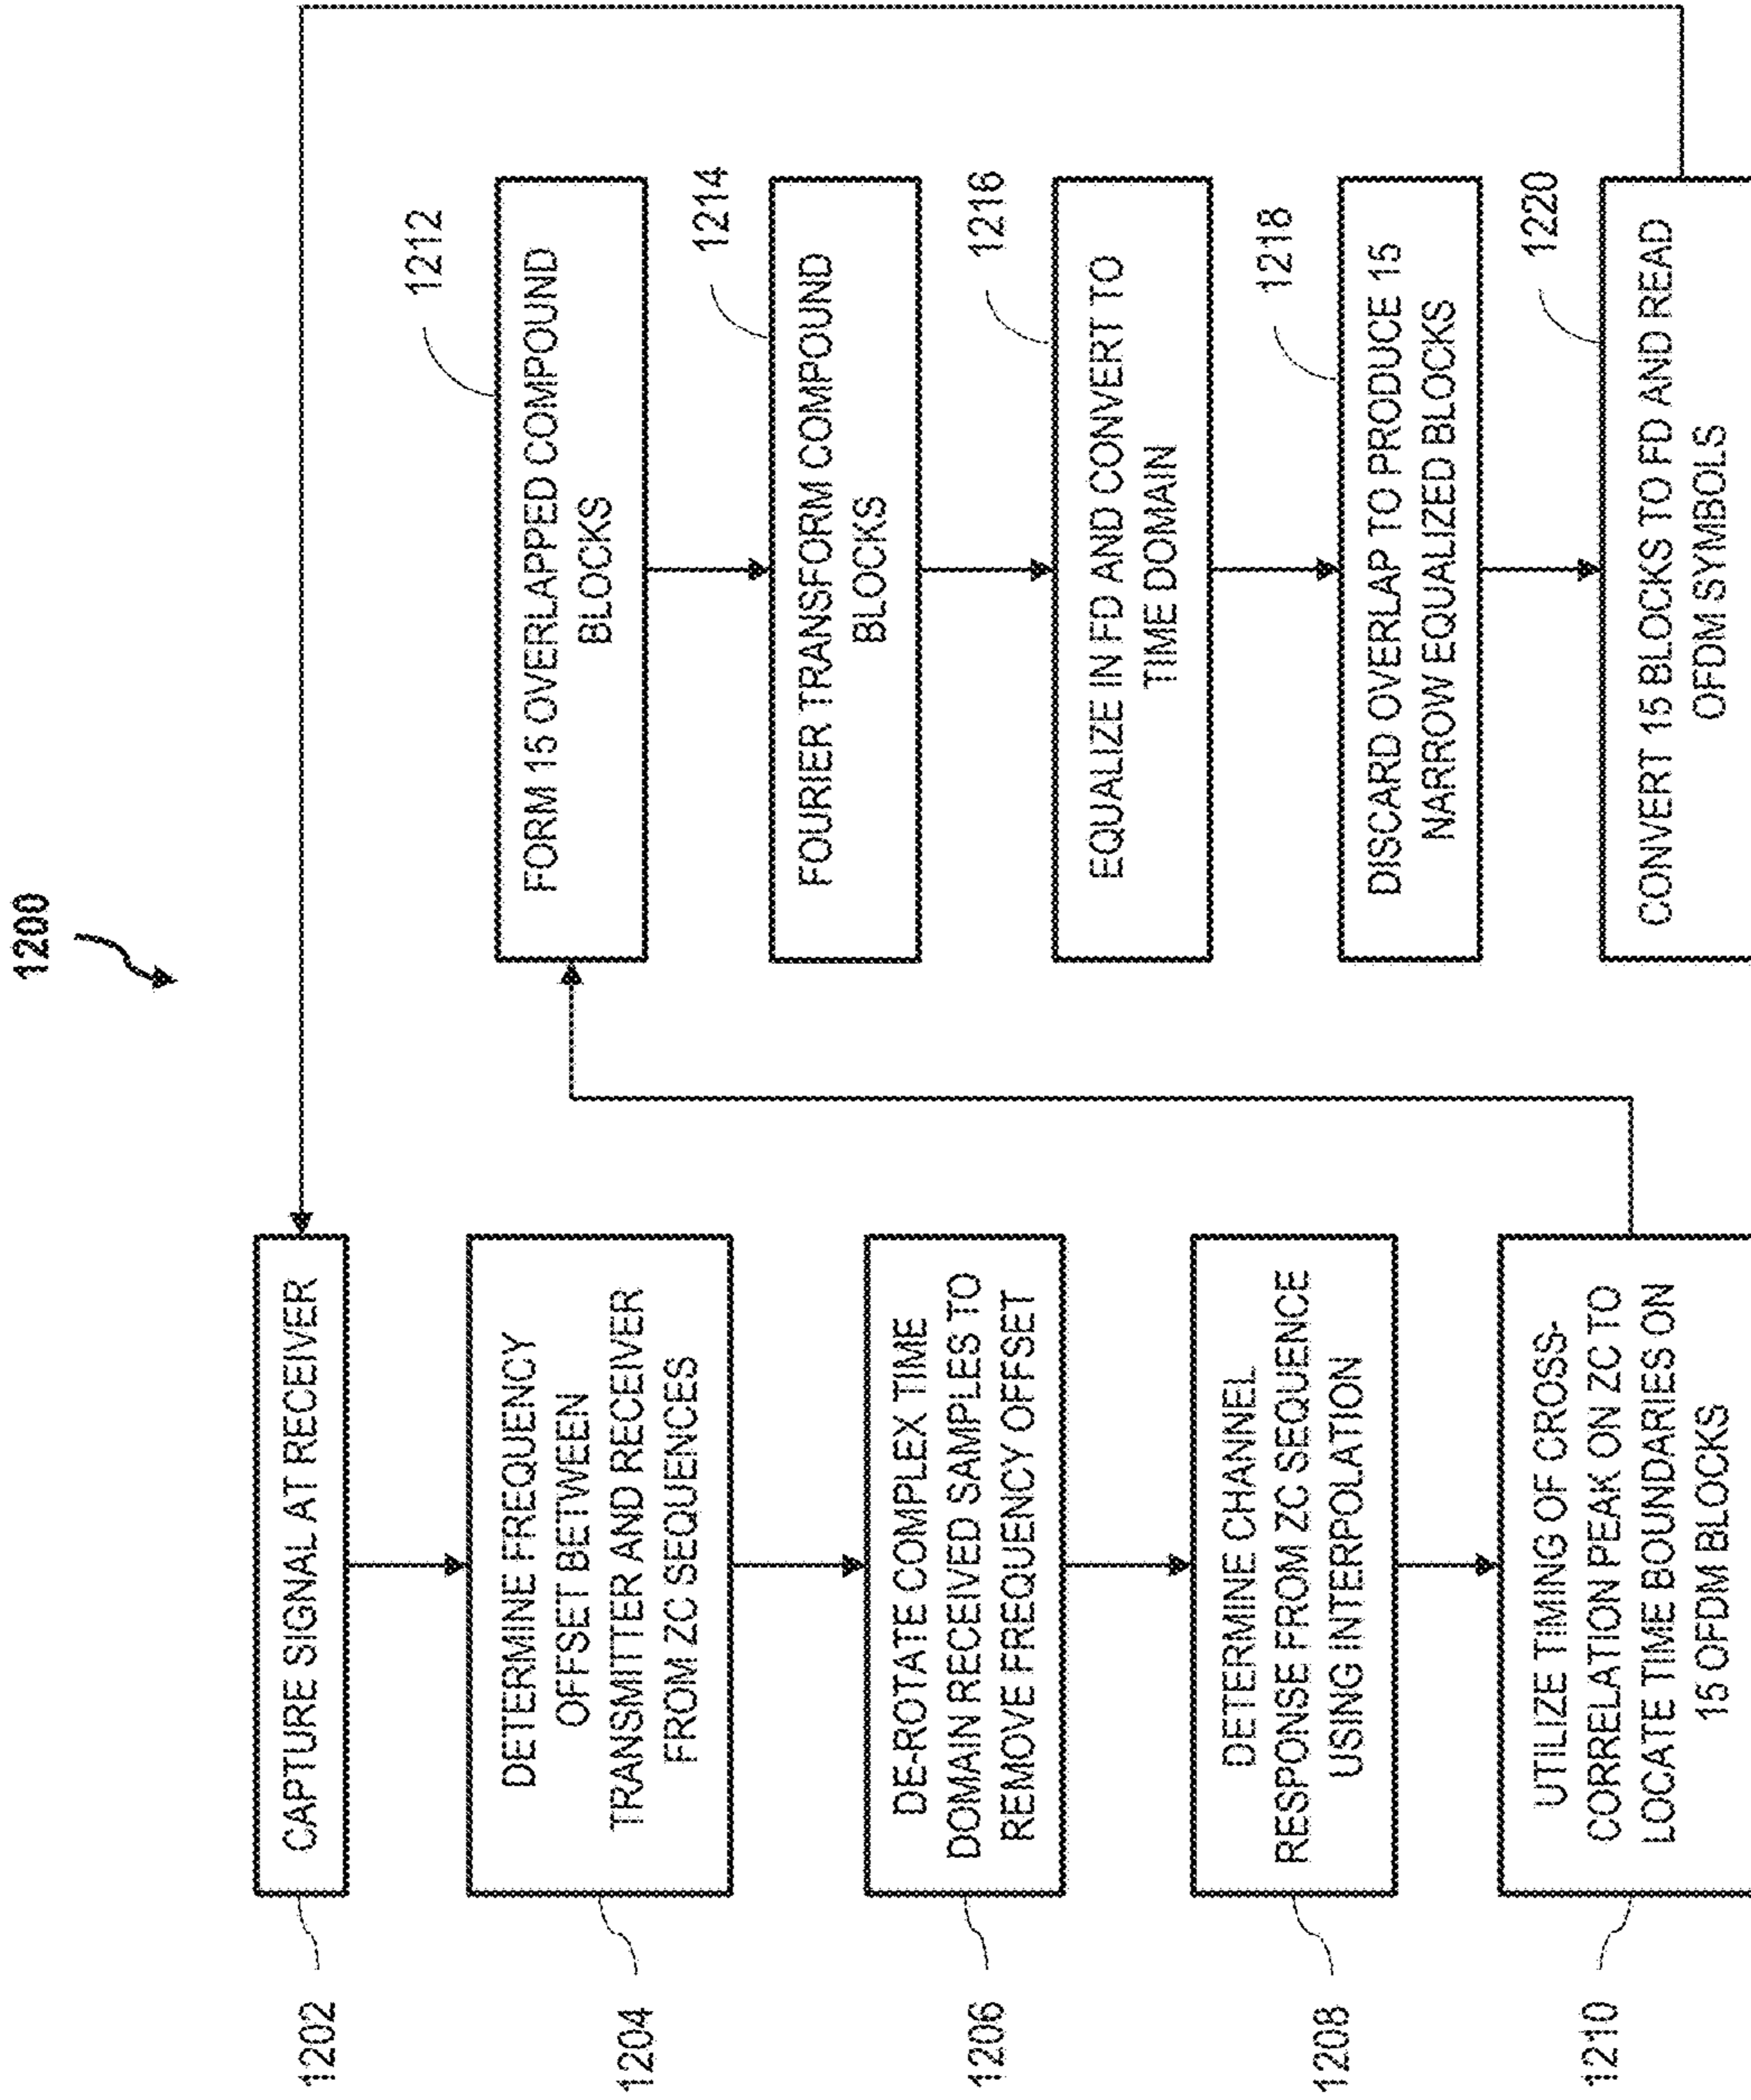 1200
1202
CAPTURE SIGNAL AT RECEIVER
1204
DETERMINE FREQUENCY
OFFSET BETWEEN
TRANSMITTER AND RECEIVER
FROM ZC SEQUENCES
1206
DE-ROTATE COMPLEX TIME
DOMAIN RECEIVED SAMPLES TO
REMOVE FREQUENCY OFFSET
1208
DETERMINE CHANNEL
RESPONSE FROM ZC SEQUENCE
USING INTERPOLATION
1210
UTILIZE TIMING OF CROSS-
CORRELATION PEAK ON ZC TO
LOCATE TIME BOUNDARIES ON
15 OFDM BLOCKS
1212
FORM 15 OVERLAPPED COMPOUND
BLOCKS
1214
FOURIER TRANSFORM COMPOUND
BLOCKS
1216
EQUALIZE IN FD AND CONVERT TO
TIME DOMAIN
1218
DISCARD OVERLAP TO PRODUCE 15
NARROW EQUALIZED BLOCKS
1220
CONVERT 15 BLOCKS TO FD AND READ
OFDM SYMBOLS